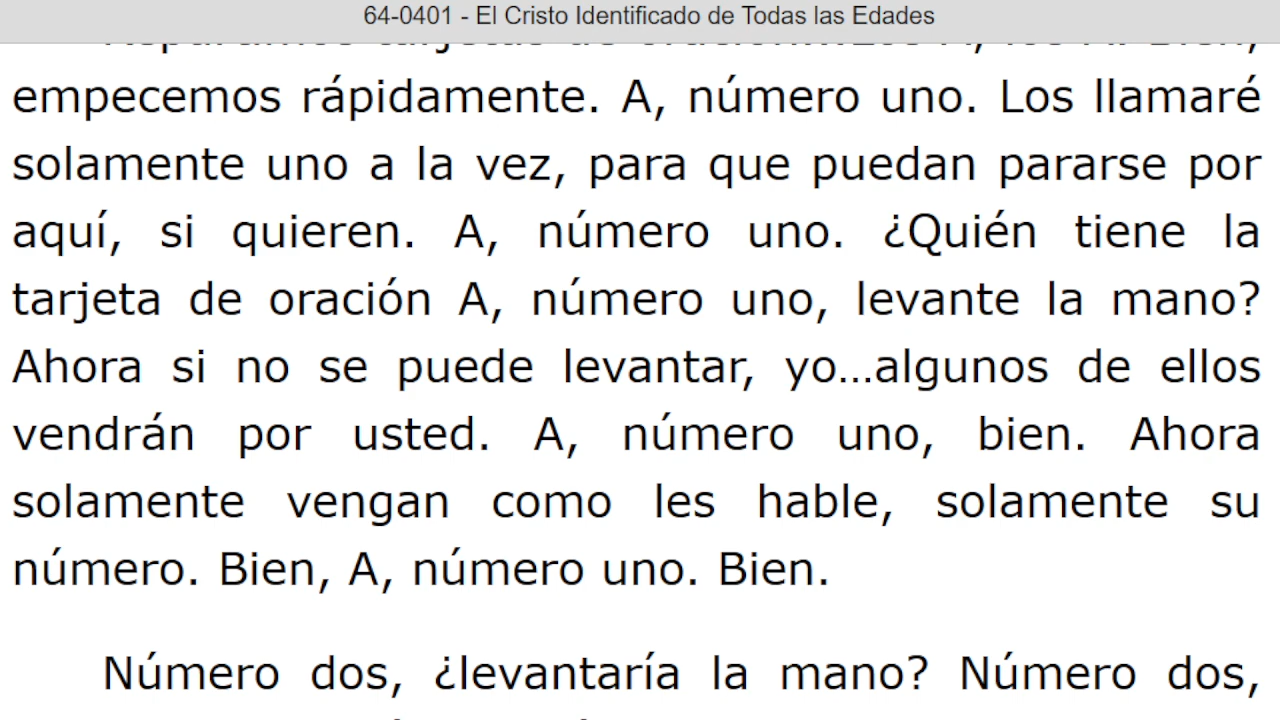 64-0401 - El Cristo Identificado de Todas las Edades
empecemos rápidamente. A, número uno. Los llamaré
solamente uno a la vez, para que puedan pararse por
aquí, si quieren. A, número uno. ¿Quién tiene la
tarjeta de oración A, número uno, levante la mano?
Ahora si no se puede levantar, yo...algunos de ellos
vendrán por usted. A, número uno, bien. Ahora
solamente vengan como les hable, solamente su
número. Bien, A, número uno. Bien.
Número dos, ¿levantaría la mano? Número dos,